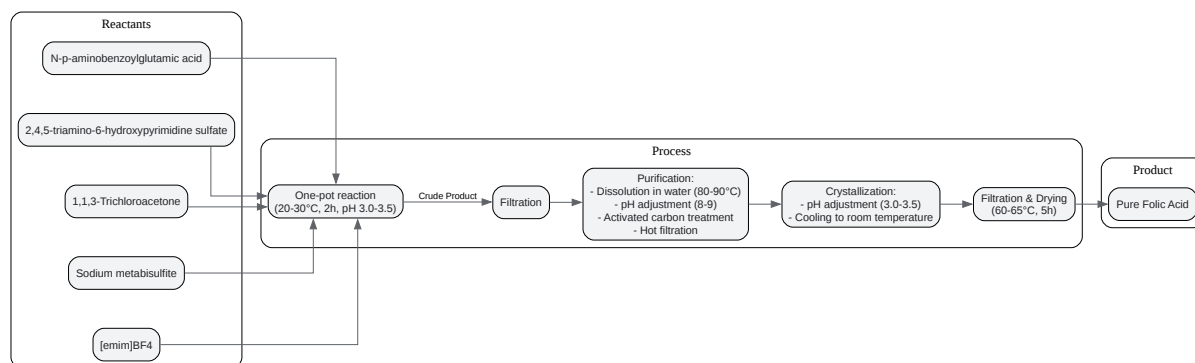 Reactants
N-p-aminobenzoylglutamic acid
2,4,5-triamino-6-hydroxypyrimidine sulfate
1,1,3-Trichloroacetone
Sodium metabisulfite
[emim]BF4
Process
One-pot reaction
(20-30°C, 2h, pH 3.0-3.5)
Crude Product
Filtration
Purification:
- Dissolution in water (80-90°C)
- pH adjustment (8-9)
- Activated carbon treatment
- Hot filtration
Crystallization:
- pH adjustment (3.0-3.5)
- Cooling to room temperature
Filtration & Drying
(60-65°C, 5h)
Product
Pure Folic Acid